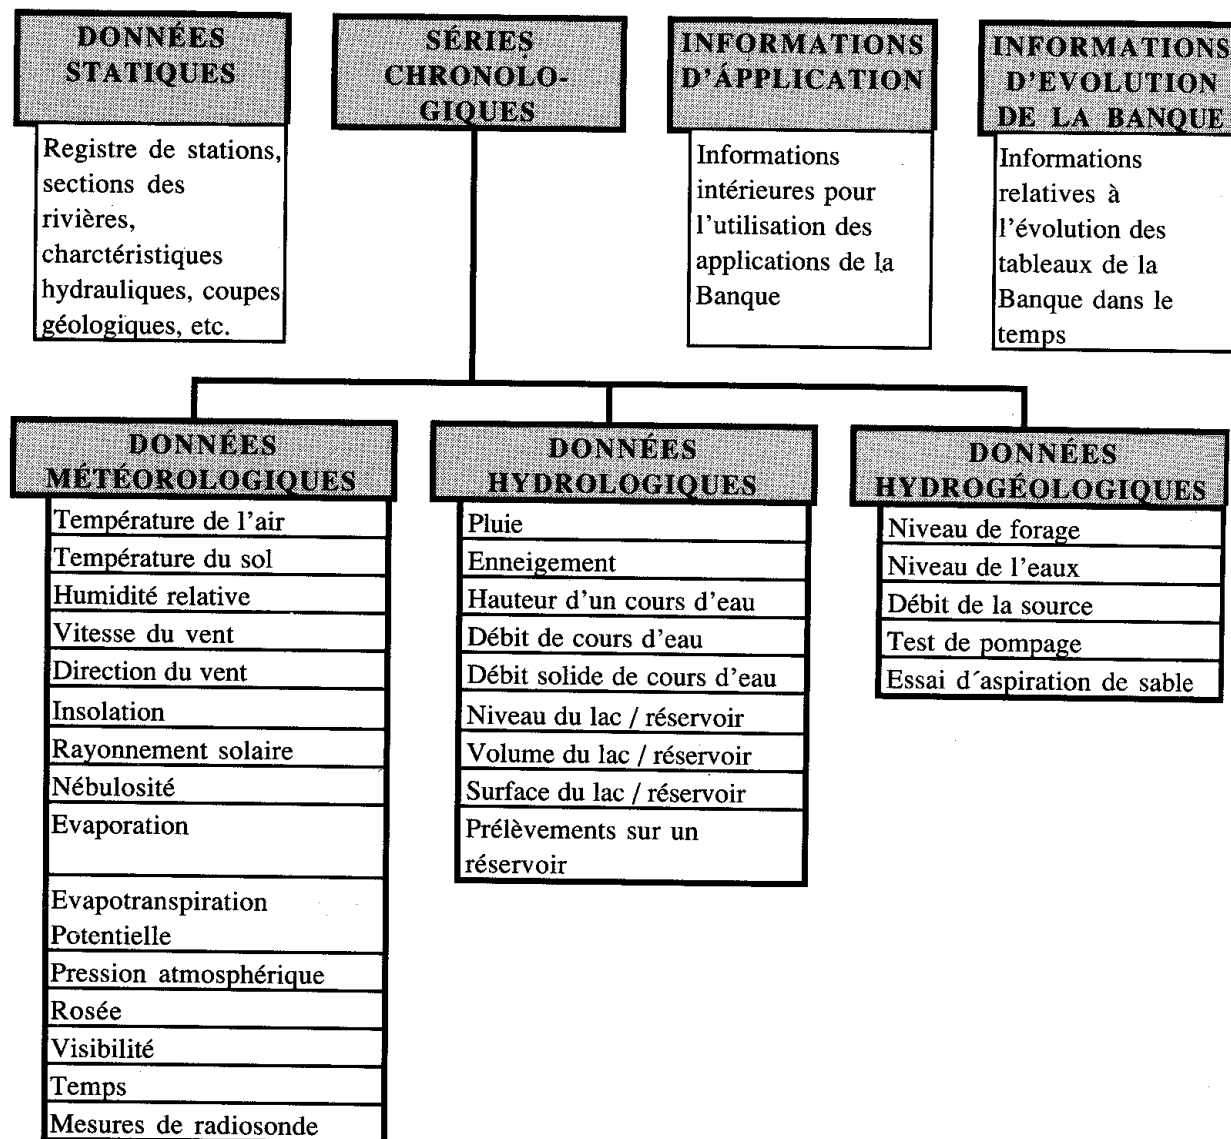 DONNÉES
STATIQUES
Registre de stations,
sections des
rivières,
charctéristiques
hydrauliques, coupes
géologiques, etc.
SÉRIES
CHRONOLO-
GIQUES
INFORMATIONS
D'ÁPPLICATION
Informations
intérieures pour
l'utilisation des
applications de la
Banque
INFORMATIONS
D'EVOLUTION
DE LA BANQUE
Informations
relatives à
l'évolution des
tableaux de la
Banque dans le
temps
DONNÉES
MÉTÉOROLOGIQUES
Température de l'air
Température du sol
Humidité relative
Vitesse du vent
Direction du vent
Insolation
Rayonnement solaire
Nébulosité
Evaporation
Evapotranspiration
Potentielle
Pression atmosphérique
Rosée
Visibilité
Temps
Mesures de radiosonde
DONNÉES
HYDROLOGIQUES
Pluie
Enneigement
Hauteur d'un cours d'eau
Débit de cours d'eau
Débit solide de cours d'eau
Niveau du lac / réservoir
Volume du lac / réservoir
Surface du lac / réservoir
Prélèvements sur un
réservoir
DONNÉES
HYDROGÉOLOGIQUES
Niveau de forage
Niveau de l'eaux
Débit de la source
Test de pompage
Essai d´aspiration de sable